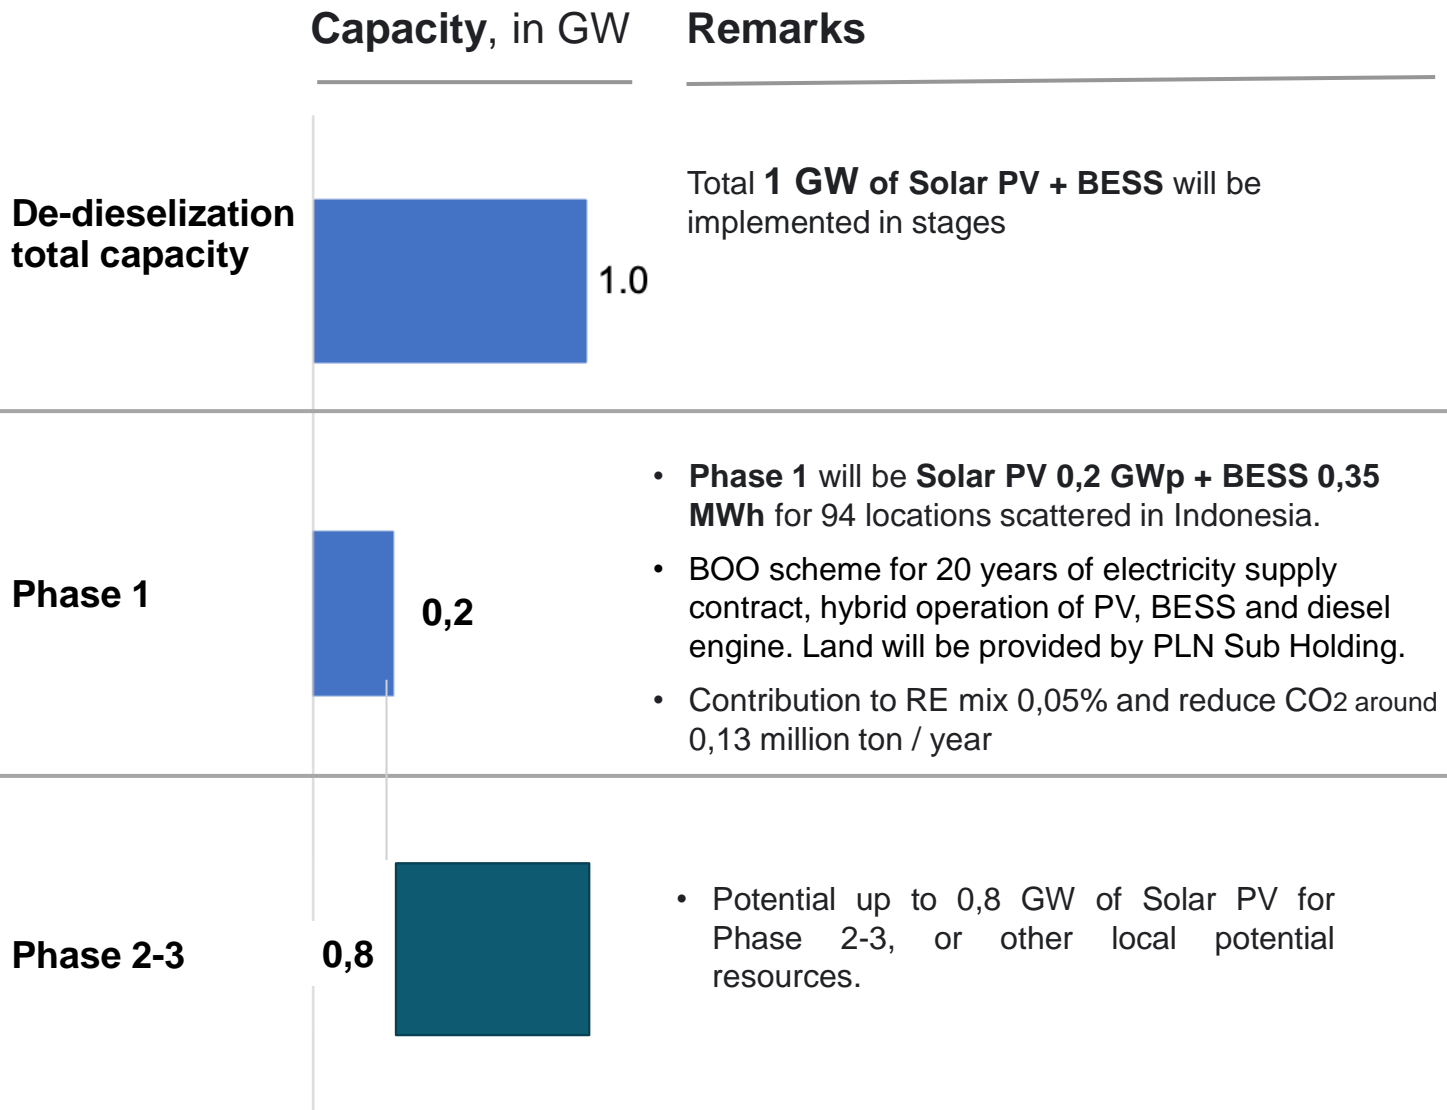 Capacity, in GW
Remarks
De-dieselization
total capacity
1.0
Total 1 GW of Solar PV + BESS will be
implemented in stages
Phase 1
0,2
• Phase 1 will be Solar PV 0,2 GWp + BESS 0,35
MWh for 94 locations scattered in Indonesia.
• BOO scheme for 20 years of electricity supply
contract, hybrid operation of PV, BESS and diesel
engine. Land will be provided by PLN Sub Holding.
• Contribution to RE mix 0,05% and reduce CO2 around
0,13 million ton / year
Phase 2-3
0,8
• Potential up to 0,8 GW of Solar PV for
Phase 2-3, or other local potential
resources.